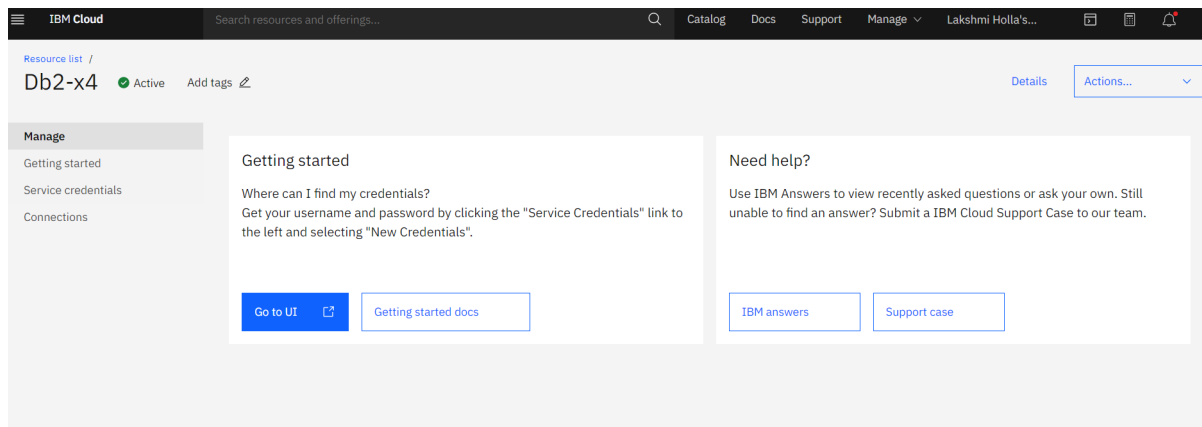 IBM Cloud
Search resources and offerings...
Catalog
Docs
Support
Manage
Lakshmi Holla's...
Resource list /
Db2-x4
Active
Add tags
Details
Actions...
Manage
Getting started
Service credentials
Connections
Getting started
Where can I find my credentials?
Get your username and password by clicking the "Service Credentials" link to
the left and selecting "New Credentials".
Go to UI
Getting started docs
Need help?
Use IBM Answers to view recently asked questions or ask your own. Still
unable to find an answer? Submit a IBM Cloud Support Case to our team.
IBM answers
Support case